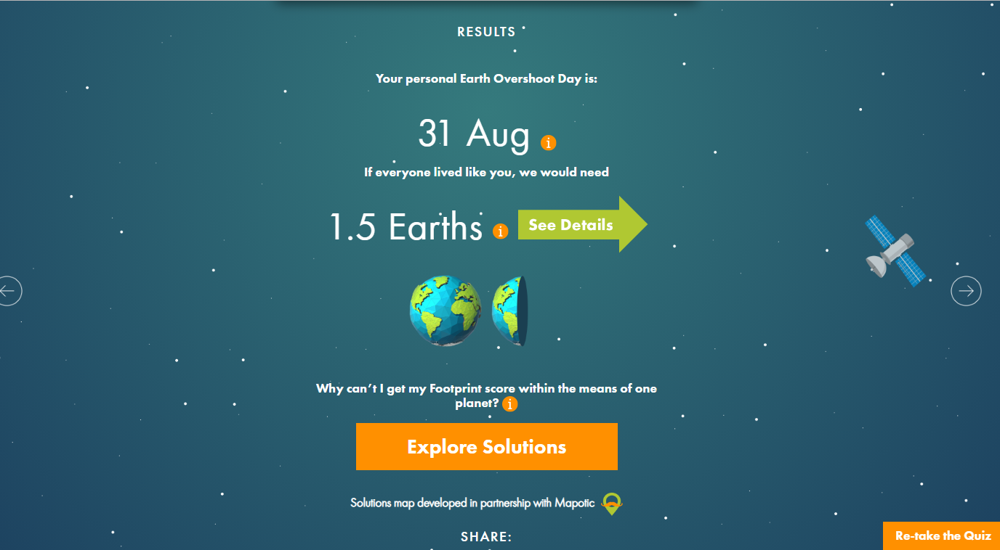 RESULTS
Your personal Earth Overshoot Day is:
31 Aug i
If everyone lived like you, we would need
1.5 Earths i See Details
Why can't I get my Footprint score within the means of one
planet? i
Explore Solutions
Solutions map developed in partnership with Mapotic
SHARE:
Re-take the Quiz